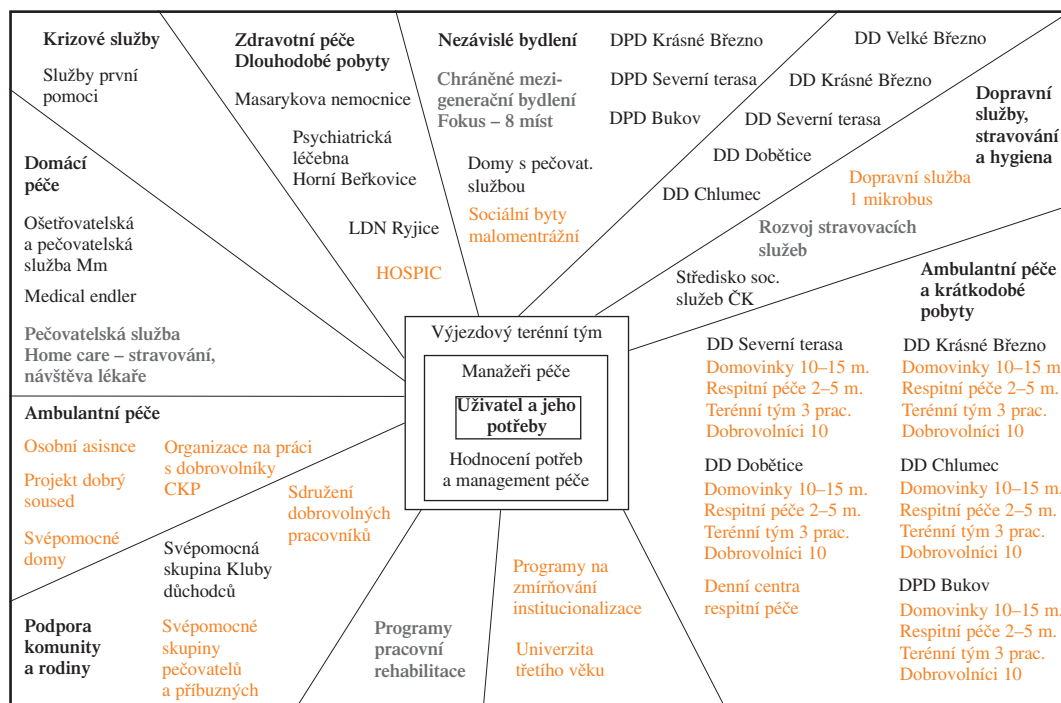 Krizové služby
Služby první
pomoci
Zdravotní péče
Dlouhodobé pobyty
Masarykova nemocnice
Psychiatrická
léčebna
Horní Beřkovice
LDN Ryjice
HOSPIC
Nezávislé bydlení
Chráněné mezi-
generační bydlení
Fokus – 8 míst
Domy s pečovat.
službou
Sociální byty
malomentrážní
DPD Krásné Březno
DPD Severní terasa
DPD Bukov
DD Velké Březno
DD Krásné Březno
DD Severní terasa
DD Dobětice
DD Chlumec
Dopravní
služby,
stravování
a hygiena
Dopravní služba
1 mikrobus
Rozvoj stravovacích
služeb
Středisko soc.
služeb ČK
Domácí
péče
Ošetřovatelská
a pečovatelská
služba Mm
Medical endler
Pečovatelská služba
Home care – stravování,
návštěva lékaře
Výjezdový terénní tým
Manažeři péče
Uživatel a jeho
potřeby
Hodnocení potřeb
a management péče
Ambulantní péče
a krátkodobé
pobyty
DD Severní terasa
Domovinky 10–15 m.
Respitní péče 2–5 m.
Terénní tým 3 prac.
Dobrovolníci 10
DD Krásné Březno
Domovinky 10–15 m.
Respitní péče 2–5 m.
Terénní tým 3 prac.
Dobrovolníci 10
DD Dobětice
Domovinky 10–15 m.
Respitní péče 2–5 m.
Terénní tým 3 prac.
Dobrovolníci 10
DD Chlumec
Domovinky 10–15 m.
Respitní péče 2–5 m.
Terénní tým 3 prac.
Dobrovolníci 10
Denní centra
respitní péče
DPD Bukov
Domovinky 10–15 m.
Respitní péče 2–5 m.
Terénní tým 3 prac.
Dobrovolníci 10
Ambulantní péče
Osobní asisnce
Projekt dobrý
soused
Svépomocné
domy
Organizace na práci
s dobrovolníky
CKP
Sdružení
dobrovolných
pracovníků
Svépomocná
skupina Kluby
důchodců
Podpora
komunity
a rodiny
Svépomocné
skupiny
pečovatelů
a příbuzných
Programy
pracovní
rehabilitace
Programy na
zmírňování
institucionalizace
Univerzita
třetího věku